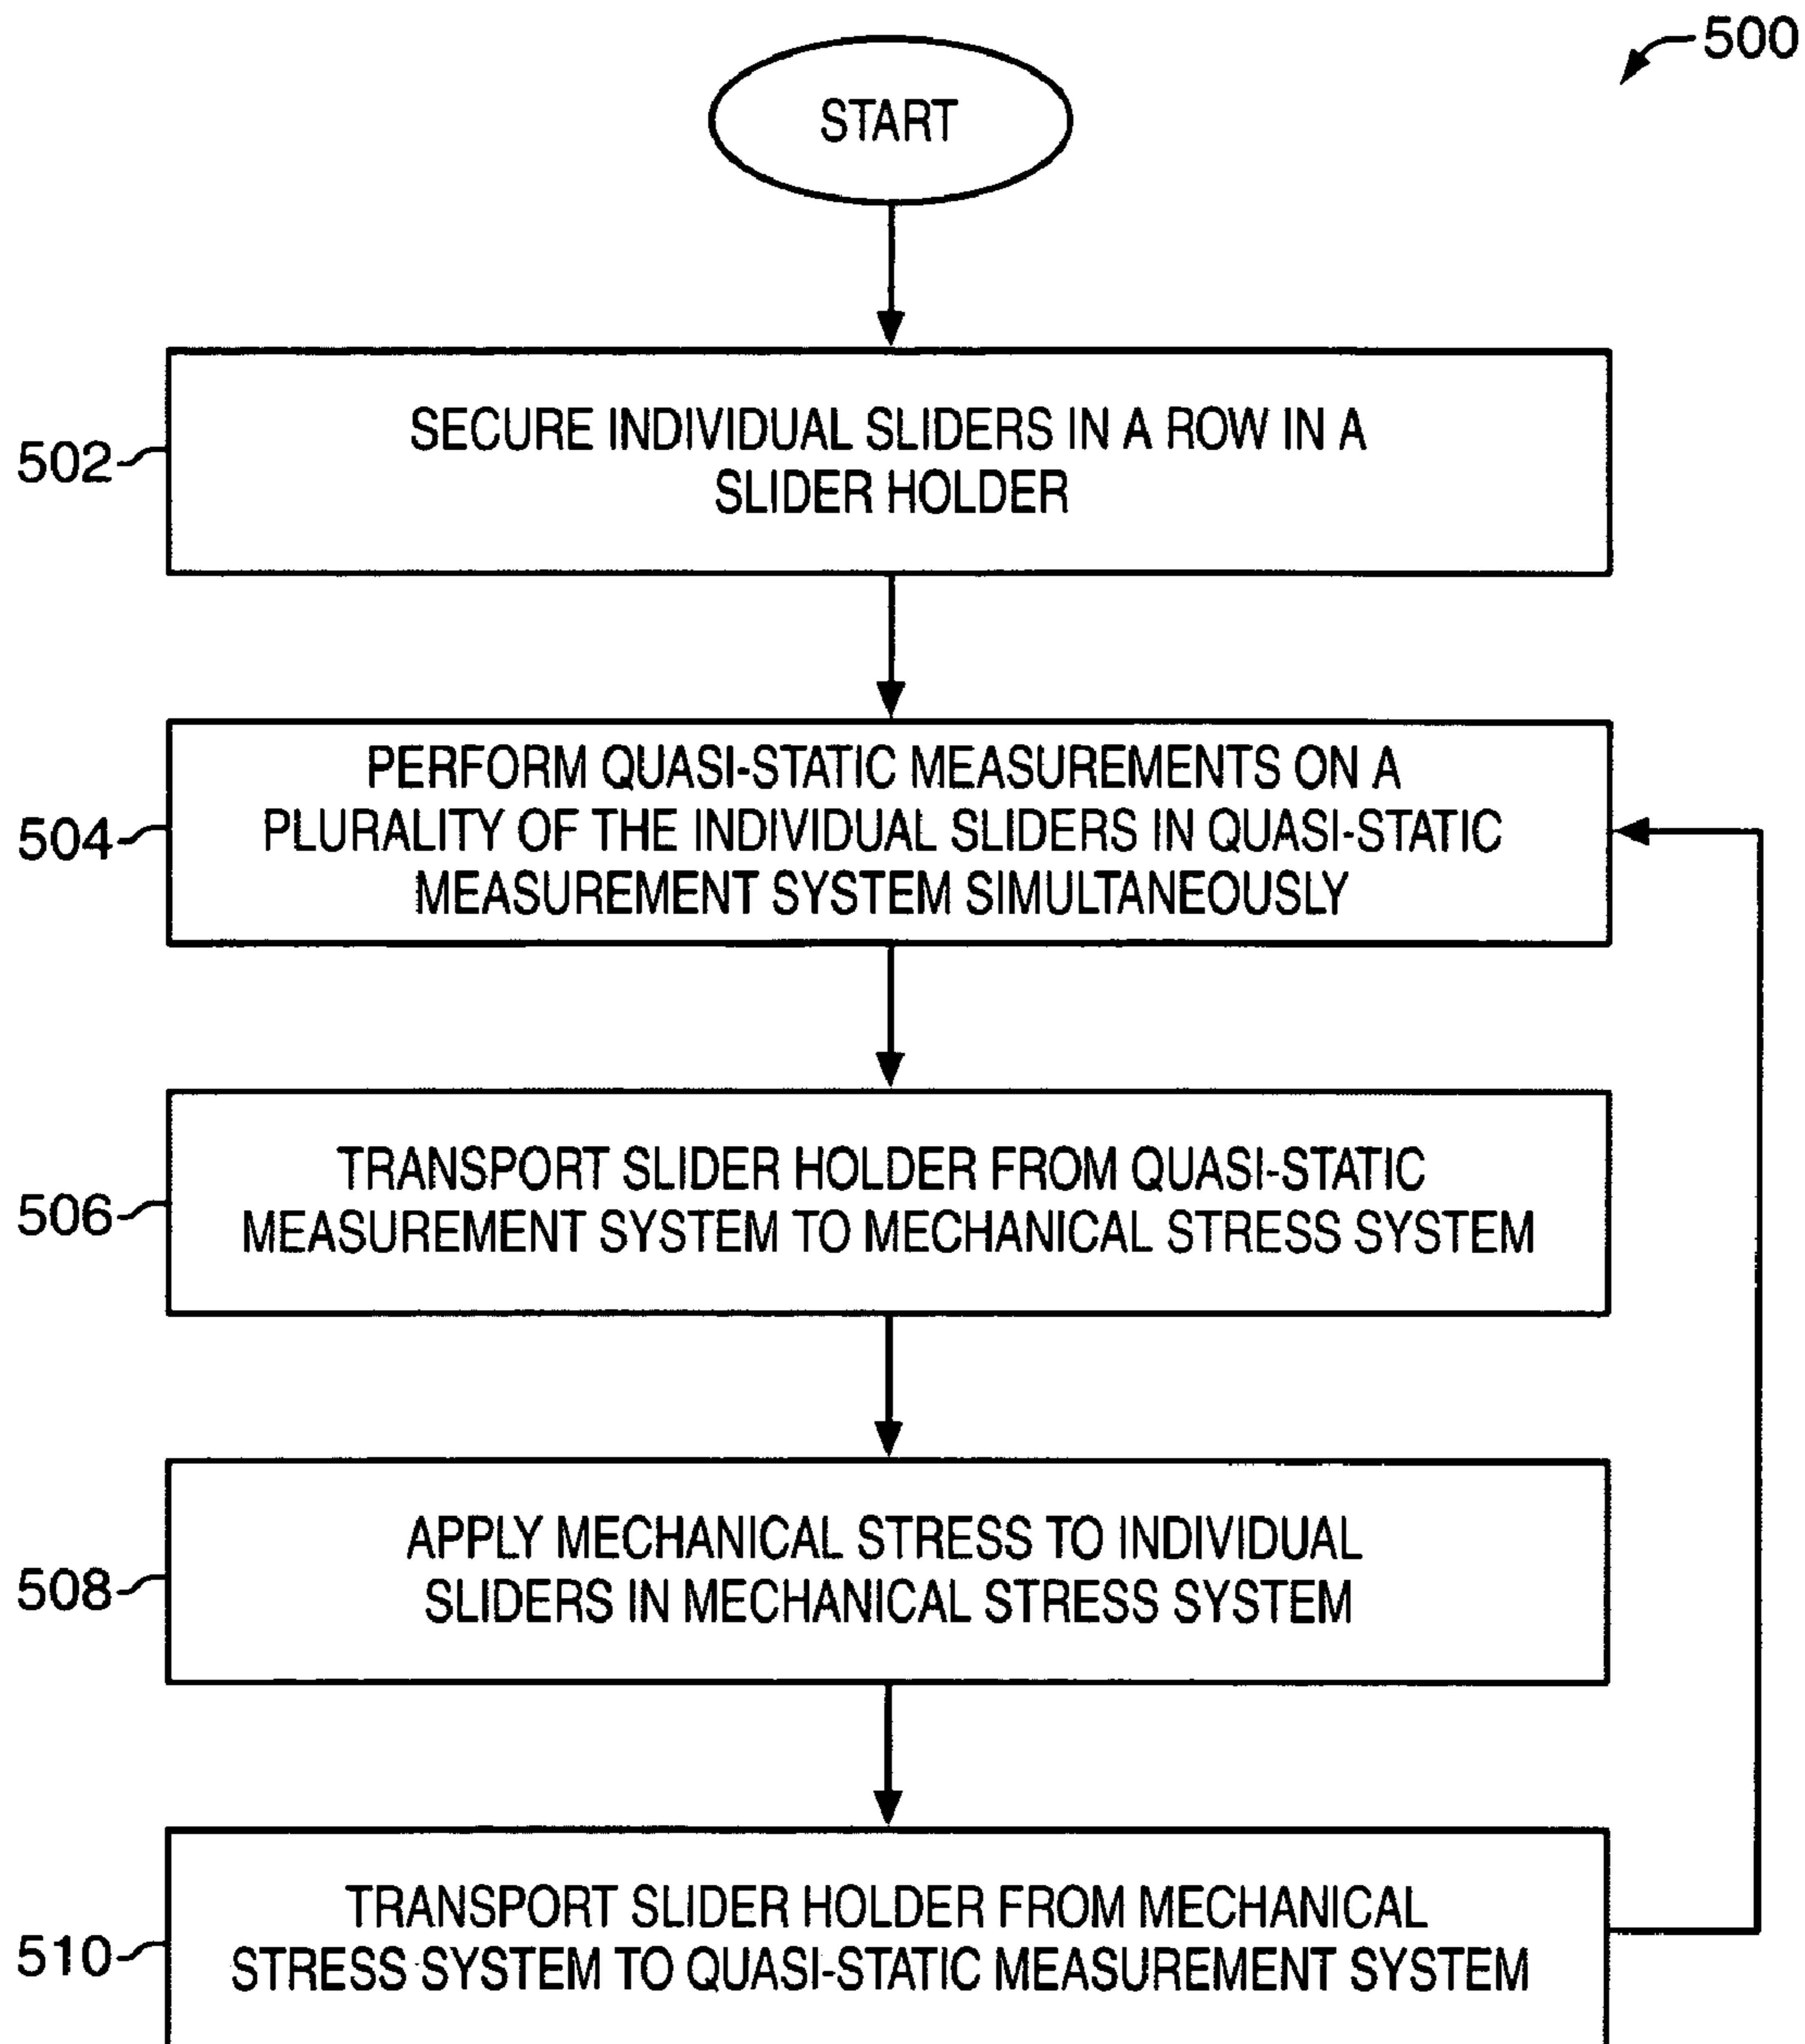 500
START
502
SECURE INDIVIDUAL SLIDERS IN A ROW IN A
SLIDER HOLDER
504
PERFORM QUASI-STATIC MEASUREMENTS ON A
PLURALITY OF THE INDIVIDUAL SLIDERS IN QUASI-STATIC
MEASUREMENT SYSTEM SIMULTANEOUSLY
506
TRANSPORT SLIDER HOLDER FROM QUASI-STATIC
MEASUREMENT SYSTEM TO MECHANICAL STRESS SYSTEM
508
APPLY MECHANICAL STRESS TO INDIVIDUAL
SLIDERS IN MECHANICAL STRESS SYSTEM
510
TRANSPORT SLIDER HOLDER FROM MECHANICAL
STRESS SYSTEM TO QUASI-STATIC MEASUREMENT SYSTEM